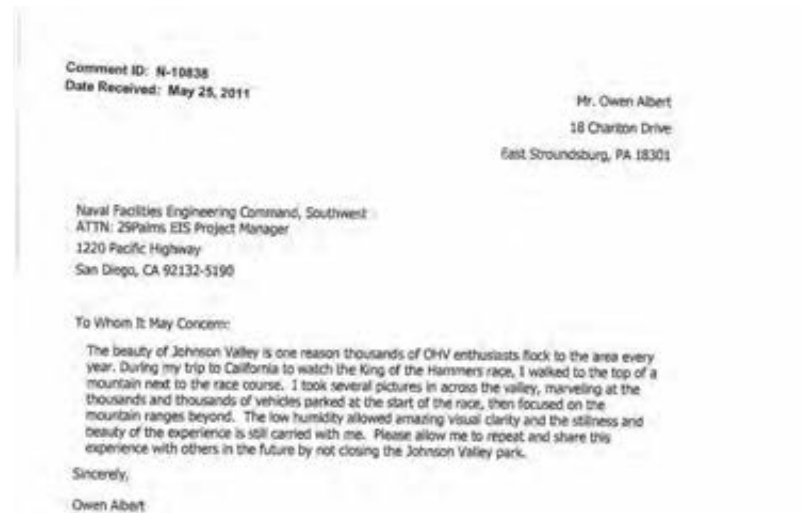 Comment ID: N-10838
Date Received: May 25, 2011
Mr. Owen Albert
18 Charlton Drive
East Stroundsburg, PA 18301
Naval Facilities Engineering Command, Southwest
ATTN: 29Palms EIS Project Manager
1220 Pacific Highway
San Diego, CA 92132-5190
To Whom It May Concern:
The beauty of Johnson Valley is one reason thousands of OHV enthusiasts flock to the area every
year. During my trip to California to watch the King of the Hammers race, I walked to the top of a
mountain next to the race course. I took several pictures in across the valley, marveling at the
thousands and thousands of vehicles parked at the start of the race, then focused on the
mountain ranges beyond. The low humidity allowed amazing visual clarity and the stillness and
beauty of the experience is still carried with me. Please allow me to repeat and share this
experience with others in the future by not closing the Johnson Valley park.
Sincerely,
Owen Albert